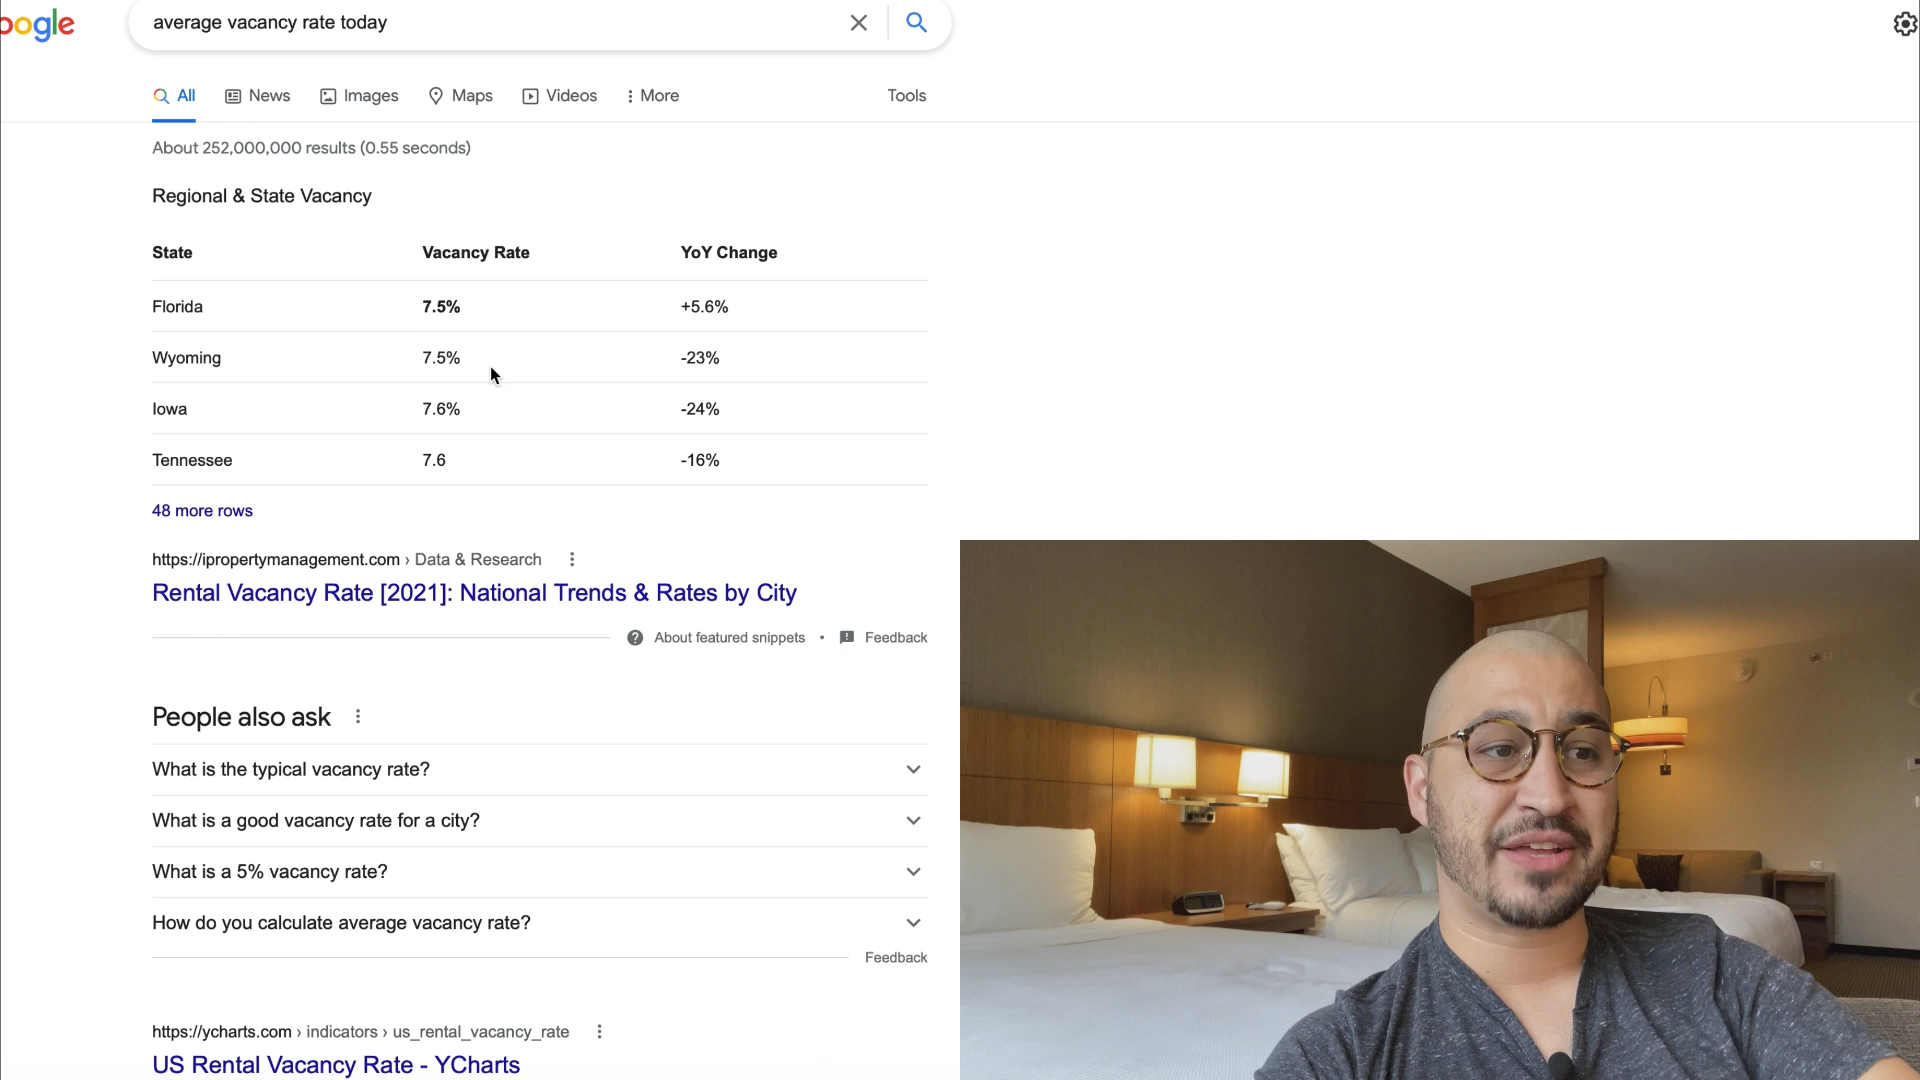 oogle
average vacancy rate today
All News Images Maps Videos More Tools
About 252,000,000 results (0.55 seconds)
Regional & State Vacancy
State Vacancy Rate YoY Change
Florida 7.5% +5.6%
Wyoming 7.5% -23%
Iowa 7.6% -24%
Tennessee 7.6 -16%
48 more rows
https://ipropertymanagement.com › Data & Research
Rental Vacancy Rate [2021]: National Trends & Rates by City
About featured snippets • Feedback
People also ask
What is the typical vacancy rate?
What is a good vacancy rate for a city?
What is a 5% vacancy rate?
How do you calculate average vacancy rate?
Feedback
https://ycharts.com › indicators › us_rental_vacancy_rate
US Rental Vacancy Rate - YCharts